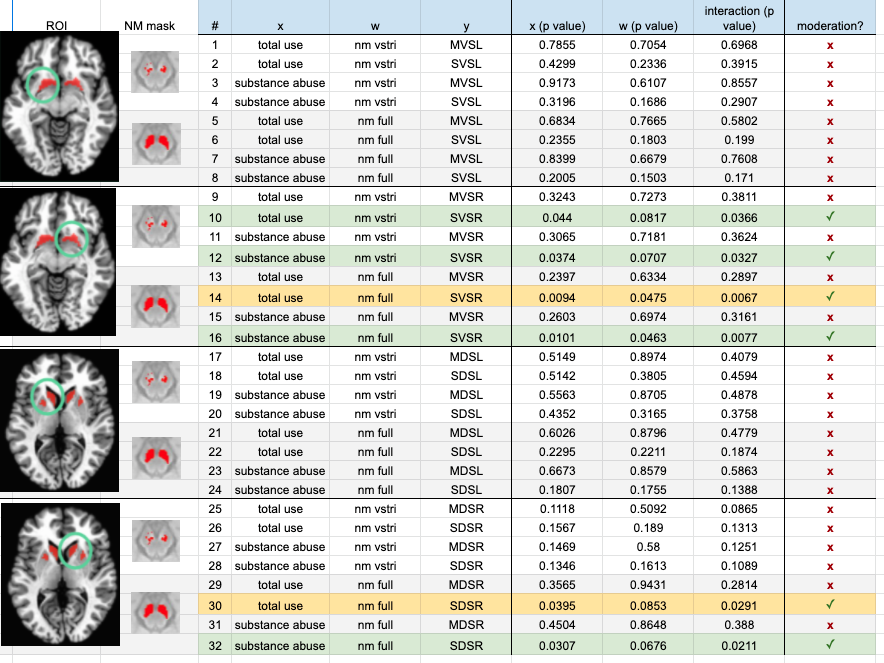 ROI NM mask # x w y x (p value) w (p value) interaction (p value) moderation?
1 total use nm vstri MVSL 0.7855 0.7054 0.6968 x
2 total use nm vstri SVSL 0.4299 0.2336 0.3915 x
3 substance abuse nm vstri MVSL 0.9173 0.6107 0.8557 x
4 substance abuse nm vstri SVSL 0.3196 0.1686 0.2907 x
5 total use nm full MVSL 0.6834 0.7665 0.5802 x
6 total use nm full SVSL 0.2355 0.1803 0.199 x
7 substance abuse nm full MVSL 0.8399 0.6679 0.7608 x
8 substance abuse nm full SVSL 0.2005 0.1503 0.171 x
9 total use nm vstri MVSR 0.3243 0.7273 0.3811 x
10 total use nm vstri SVSR 0.044 0.0817 0.0366 ✓
11 substance abuse nm vstri MVSR 0.3065 0.7181 0.3624 x
12 substance abuse nm vstri SVSR 0.0374 0.0707 0.0327 ✓
13 total use nm full MVSR 0.2397 0.6334 0.2897 x
14 total use nm full SVSR 0.0094 0.0475 0.0067 ✓
15 substance abuse nm full MVSR 0.2603 0.6974 0.3161 x
16 substance abuse nm full SVSR 0.0101 0.0463 0.0077 ✓
17 total use nm vstri MDSL 0.5149 0.8974 0.4079 x
18 total use nm vstri SDSL 0.5142 0.3805 0.4594 x
19 substance abuse nm vstri MDSL 0.5563 0.8705 0.4878 x
20 substance abuse nm vstri SDSL 0.4352 0.3165 0.3758 x
21 total use nm full MDSL 0.6026 0.8796 0.4779 x
22 total use nm full SDSL 0.2295 0.2211 0.1874 x
23 substance abuse nm full MDSL 0.6673 0.8579 0.5863 x
24 substance abuse nm full SDSL 0.1807 0.1755 0.1388 x
25 total use nm vstri MDSR 0.1118 0.5092 0.0865 x
26 total use nm vstri SDSR 0.1567 0.189 0.1313 x
27 substance abuse nm vstri MDSR 0.1469 0.58 0.1251 x
28 substance abuse nm vstri SDSR 0.1346 0.1613 0.1089 x
29 total use nm full MDSR 0.3565 0.9431 0.2814 x
30 total use nm full SDSR 0.0395 0.0853 0.0291 ✓
31 substance abuse nm full MDSR 0.4504 0.8648 0.388 x
32 substance abuse nm full SDSR 0.0307 0.0676 0.0211 ✓